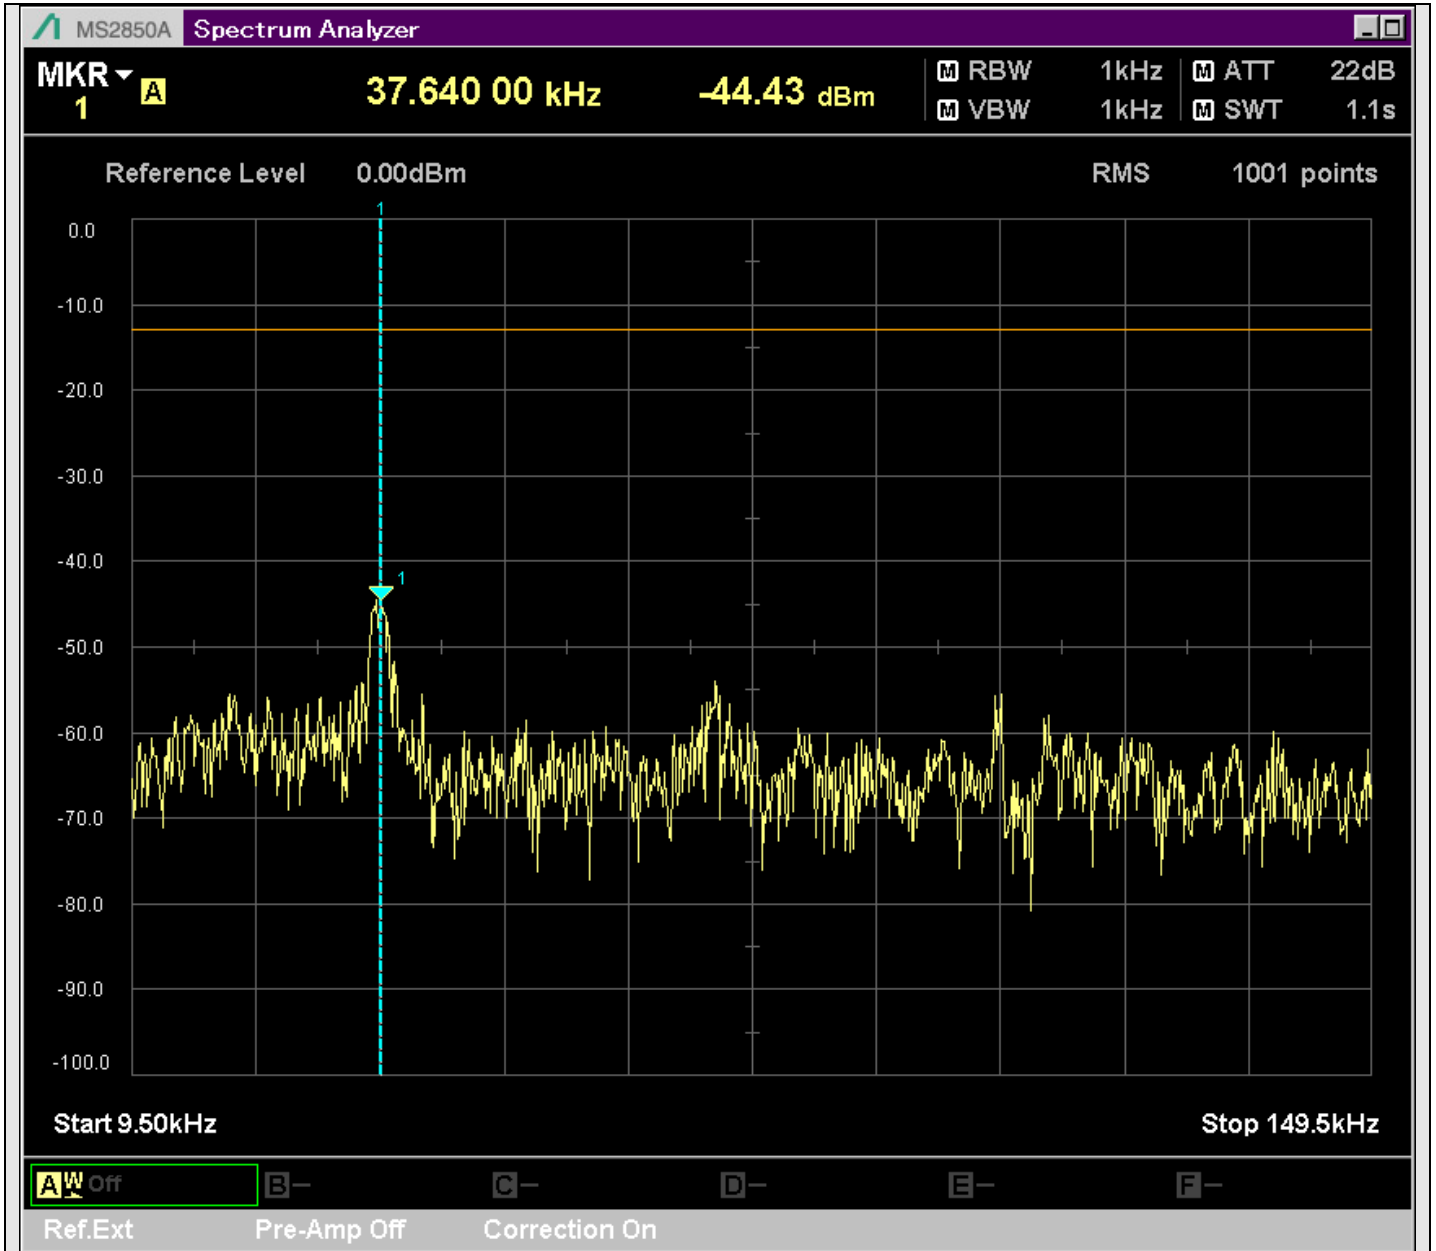 MS2850A Spectrum Analyzer
MKR 1 A 37.640 00 kHz -44.43 dBm M RBW 1kHz M ATT 22dB
M VBW 1kHz M SWT 1.1s
Reference Level 0.00dBm RMS 1001 points
1
0.0
-10.0
-20.0
-30.0
-40.0
1
-50.0
-60.0
-70.0
-80.0
-90.0
-100.0
Start 9.50kHz Stop 149.5kHz
A W Off B- C- D- E- F-
Ref.Ext Pre-Amp Off Correction On